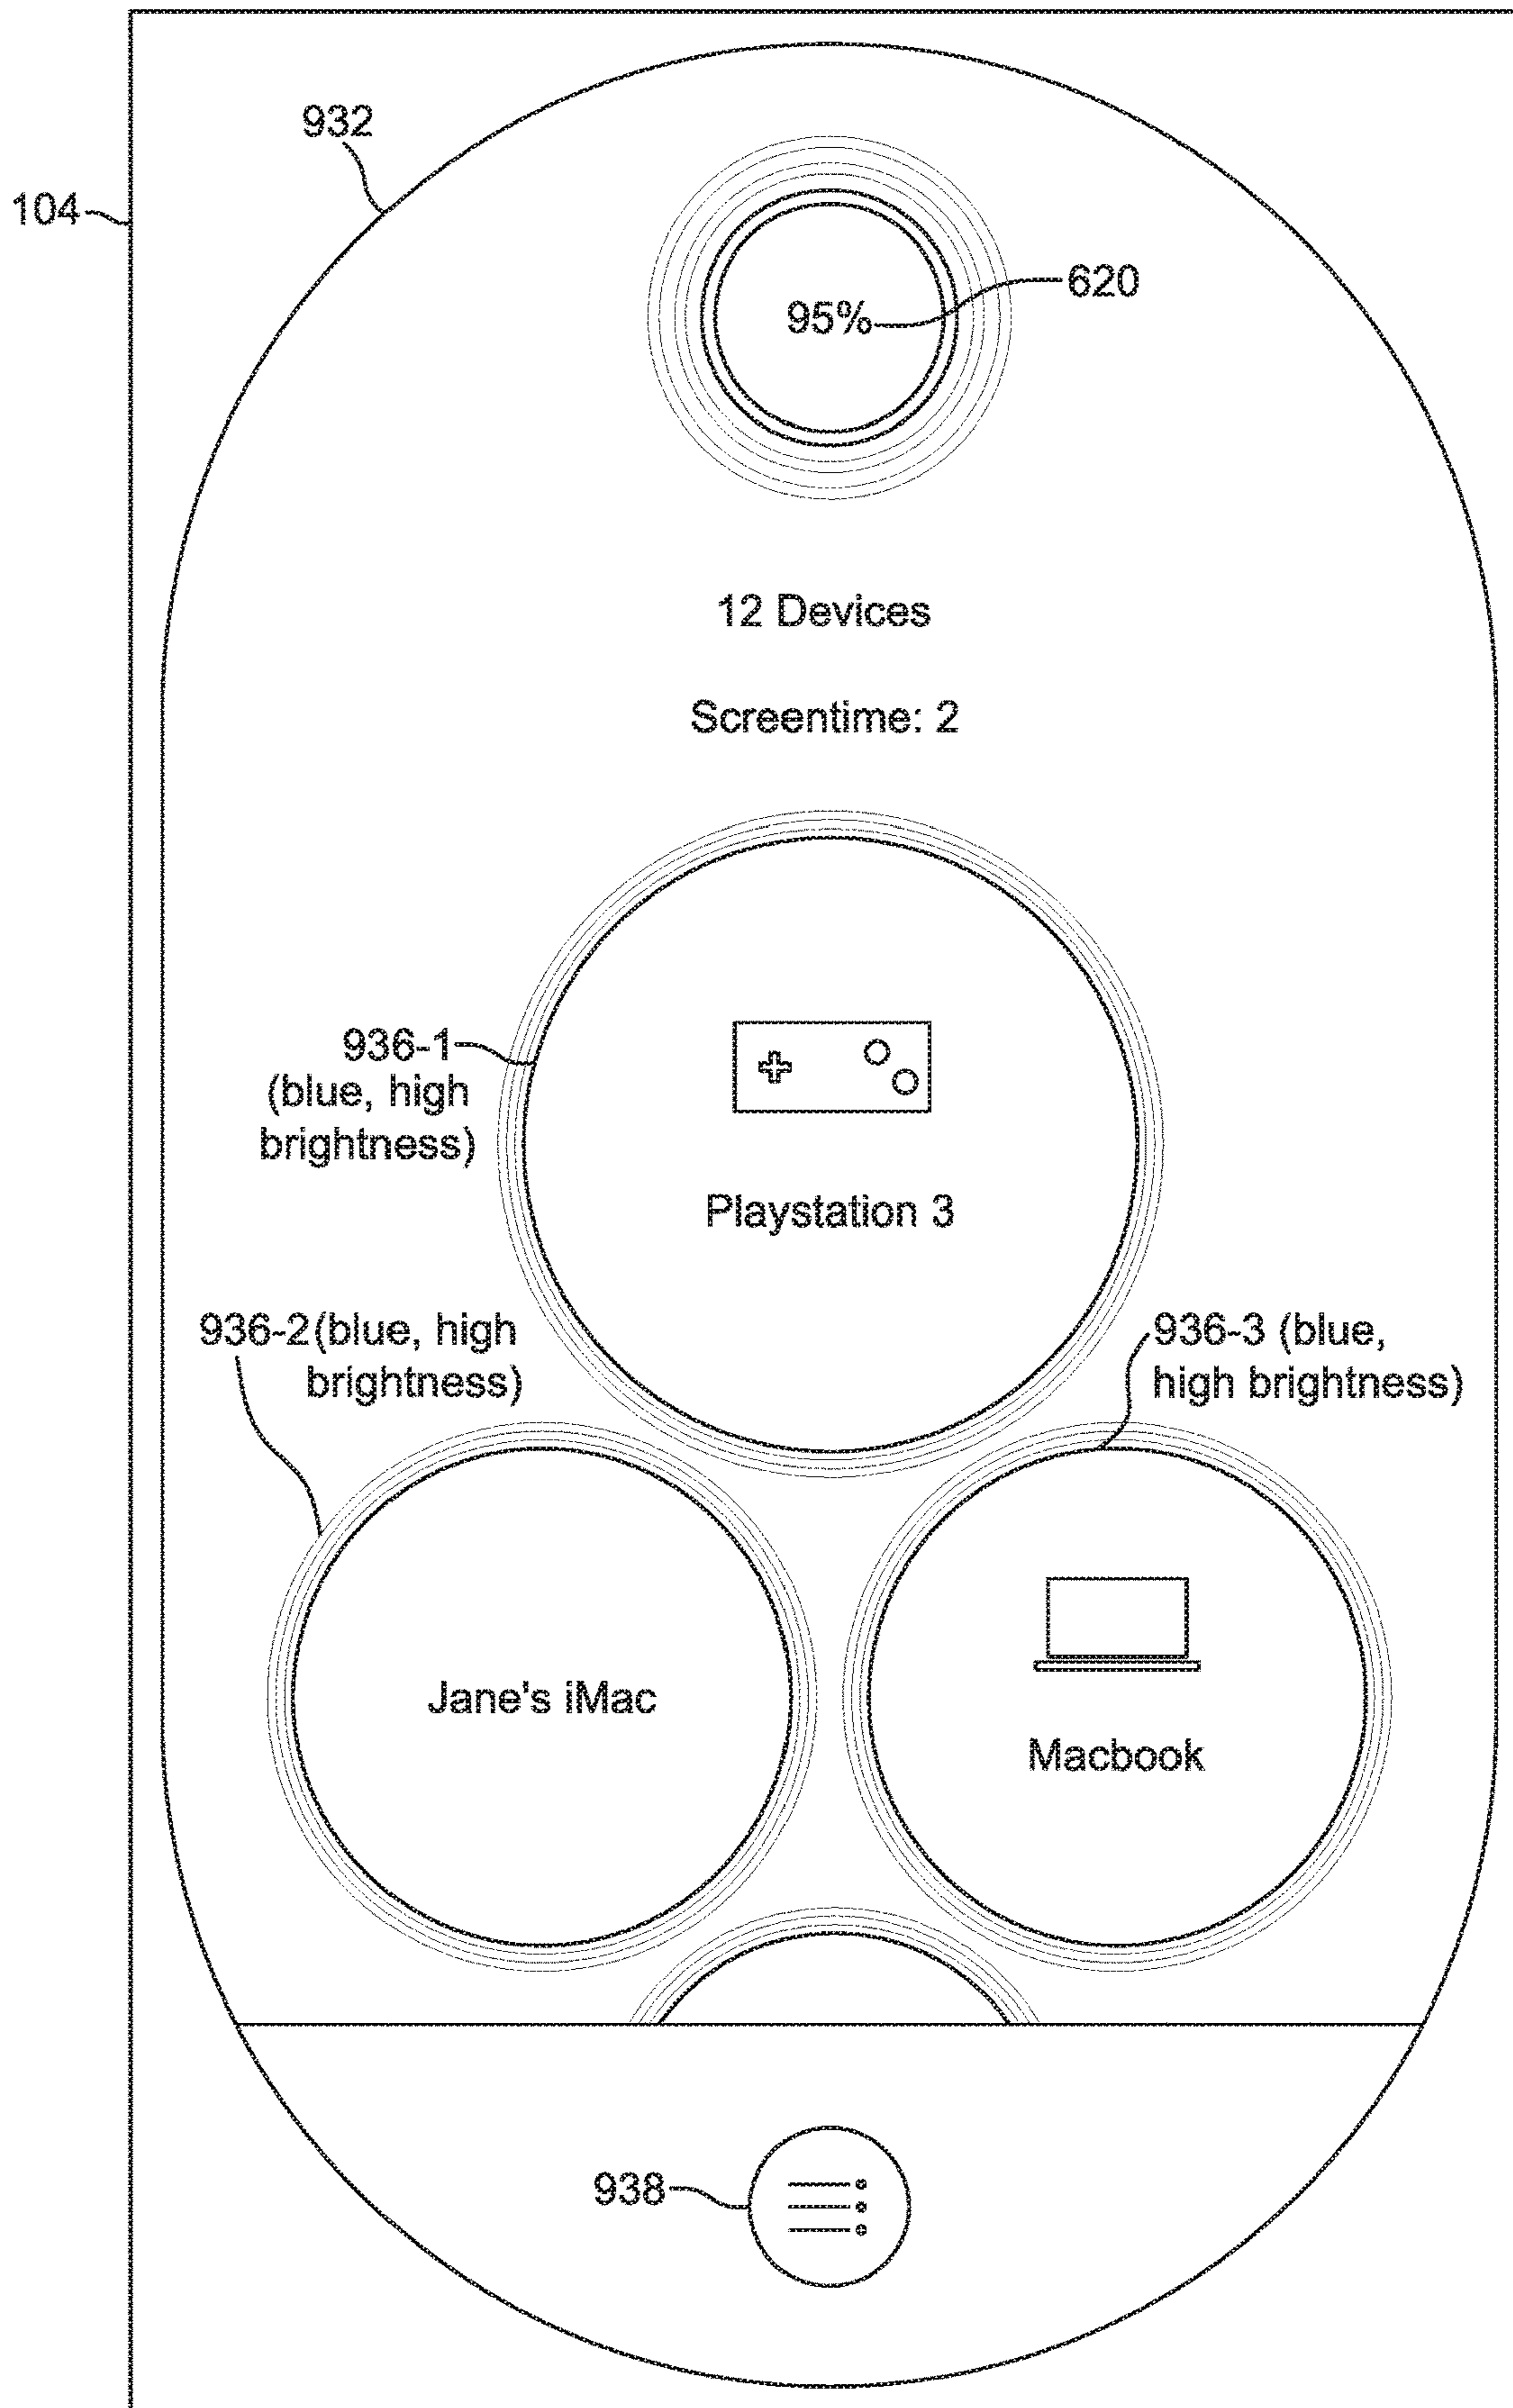 932
104
620
95%
12 Devices
Screentime: 2
936-1
(blue, high
brightness)
Playstation 3
936-2(blue, high
brightness)
936-3 (blue,
high brightness)
Jane's iMac
Macbook
938